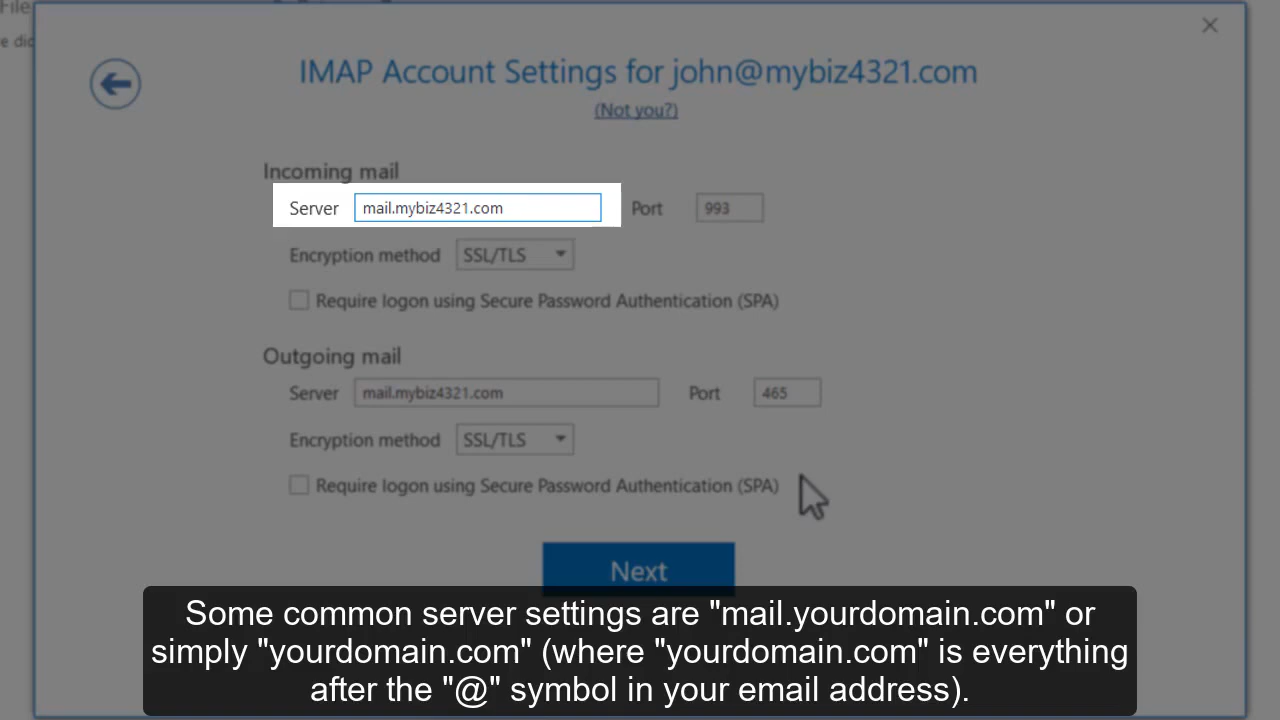 File
e dic
IMAP Account Settings for john@mybiz4321.com
(Not you?)
Incoming mail
Server mail.mybiz4321.com Port 993
Encryption method SSL/TLS
Require logon using Secure Password Authentication (SPA)
Outgoing mail
Server mail.mybiz4321.com Port 465
Encryption method SSL/TLS
Require logon using Secure Password Authentication (SPA)
Next
Some common server settings are "mail.yourdomain.com" or
simply "yourdomain.com" (where "yourdomain.com" is everything
after the "@" symbol in your email address).